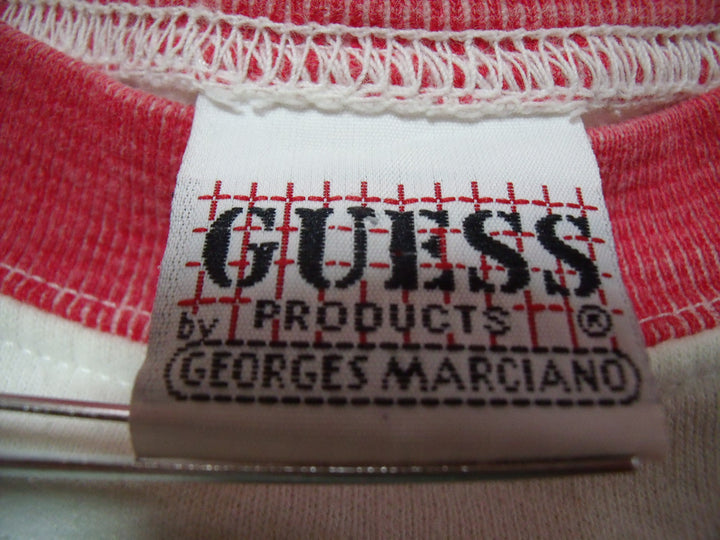 GUESS
by PRODUCTS ®
GEORGES MARCIANO